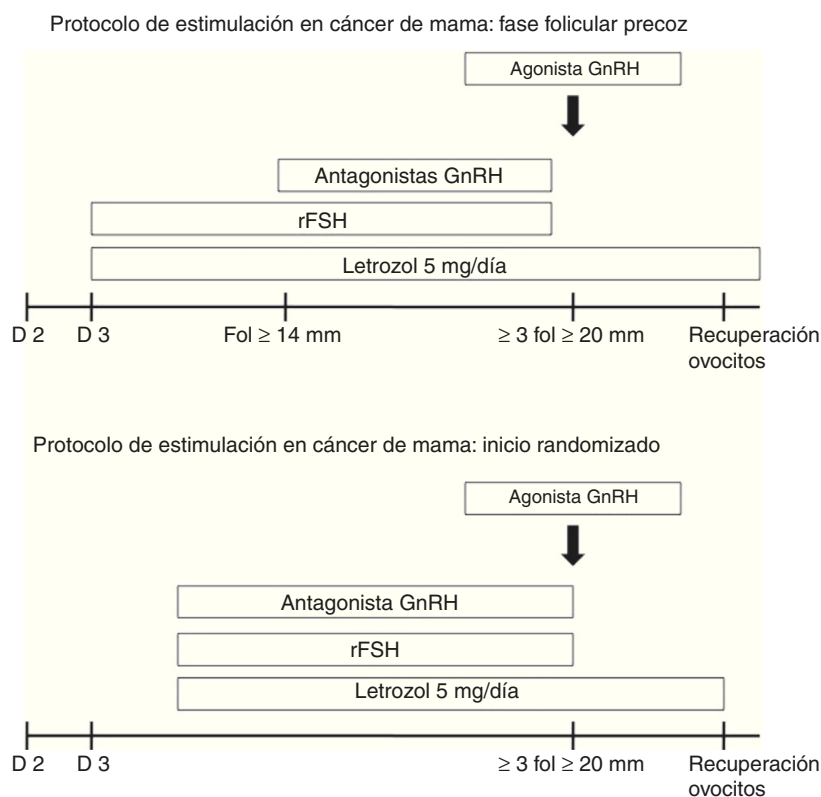 Protocolo de estimulación en cáncer de mama: fase folicular precoz
Agonista GnRH
Antagonistas GnRH
rFSH
Letrozol 5 mg/día
D 2 D 3 Fol ≥ 14 mm ≥ 3 fol ≥ 20 mm Recuperación
ovocitos
Protocolo de estimulación en cáncer de mama: inicio randomizado
Agonista GnRH
Antagonista GnRH
rFSH
Letrozol 5 mg/día
D 2 D 3 ≥ 3 fol ≥ 20 mm Recuperación
ovocitos